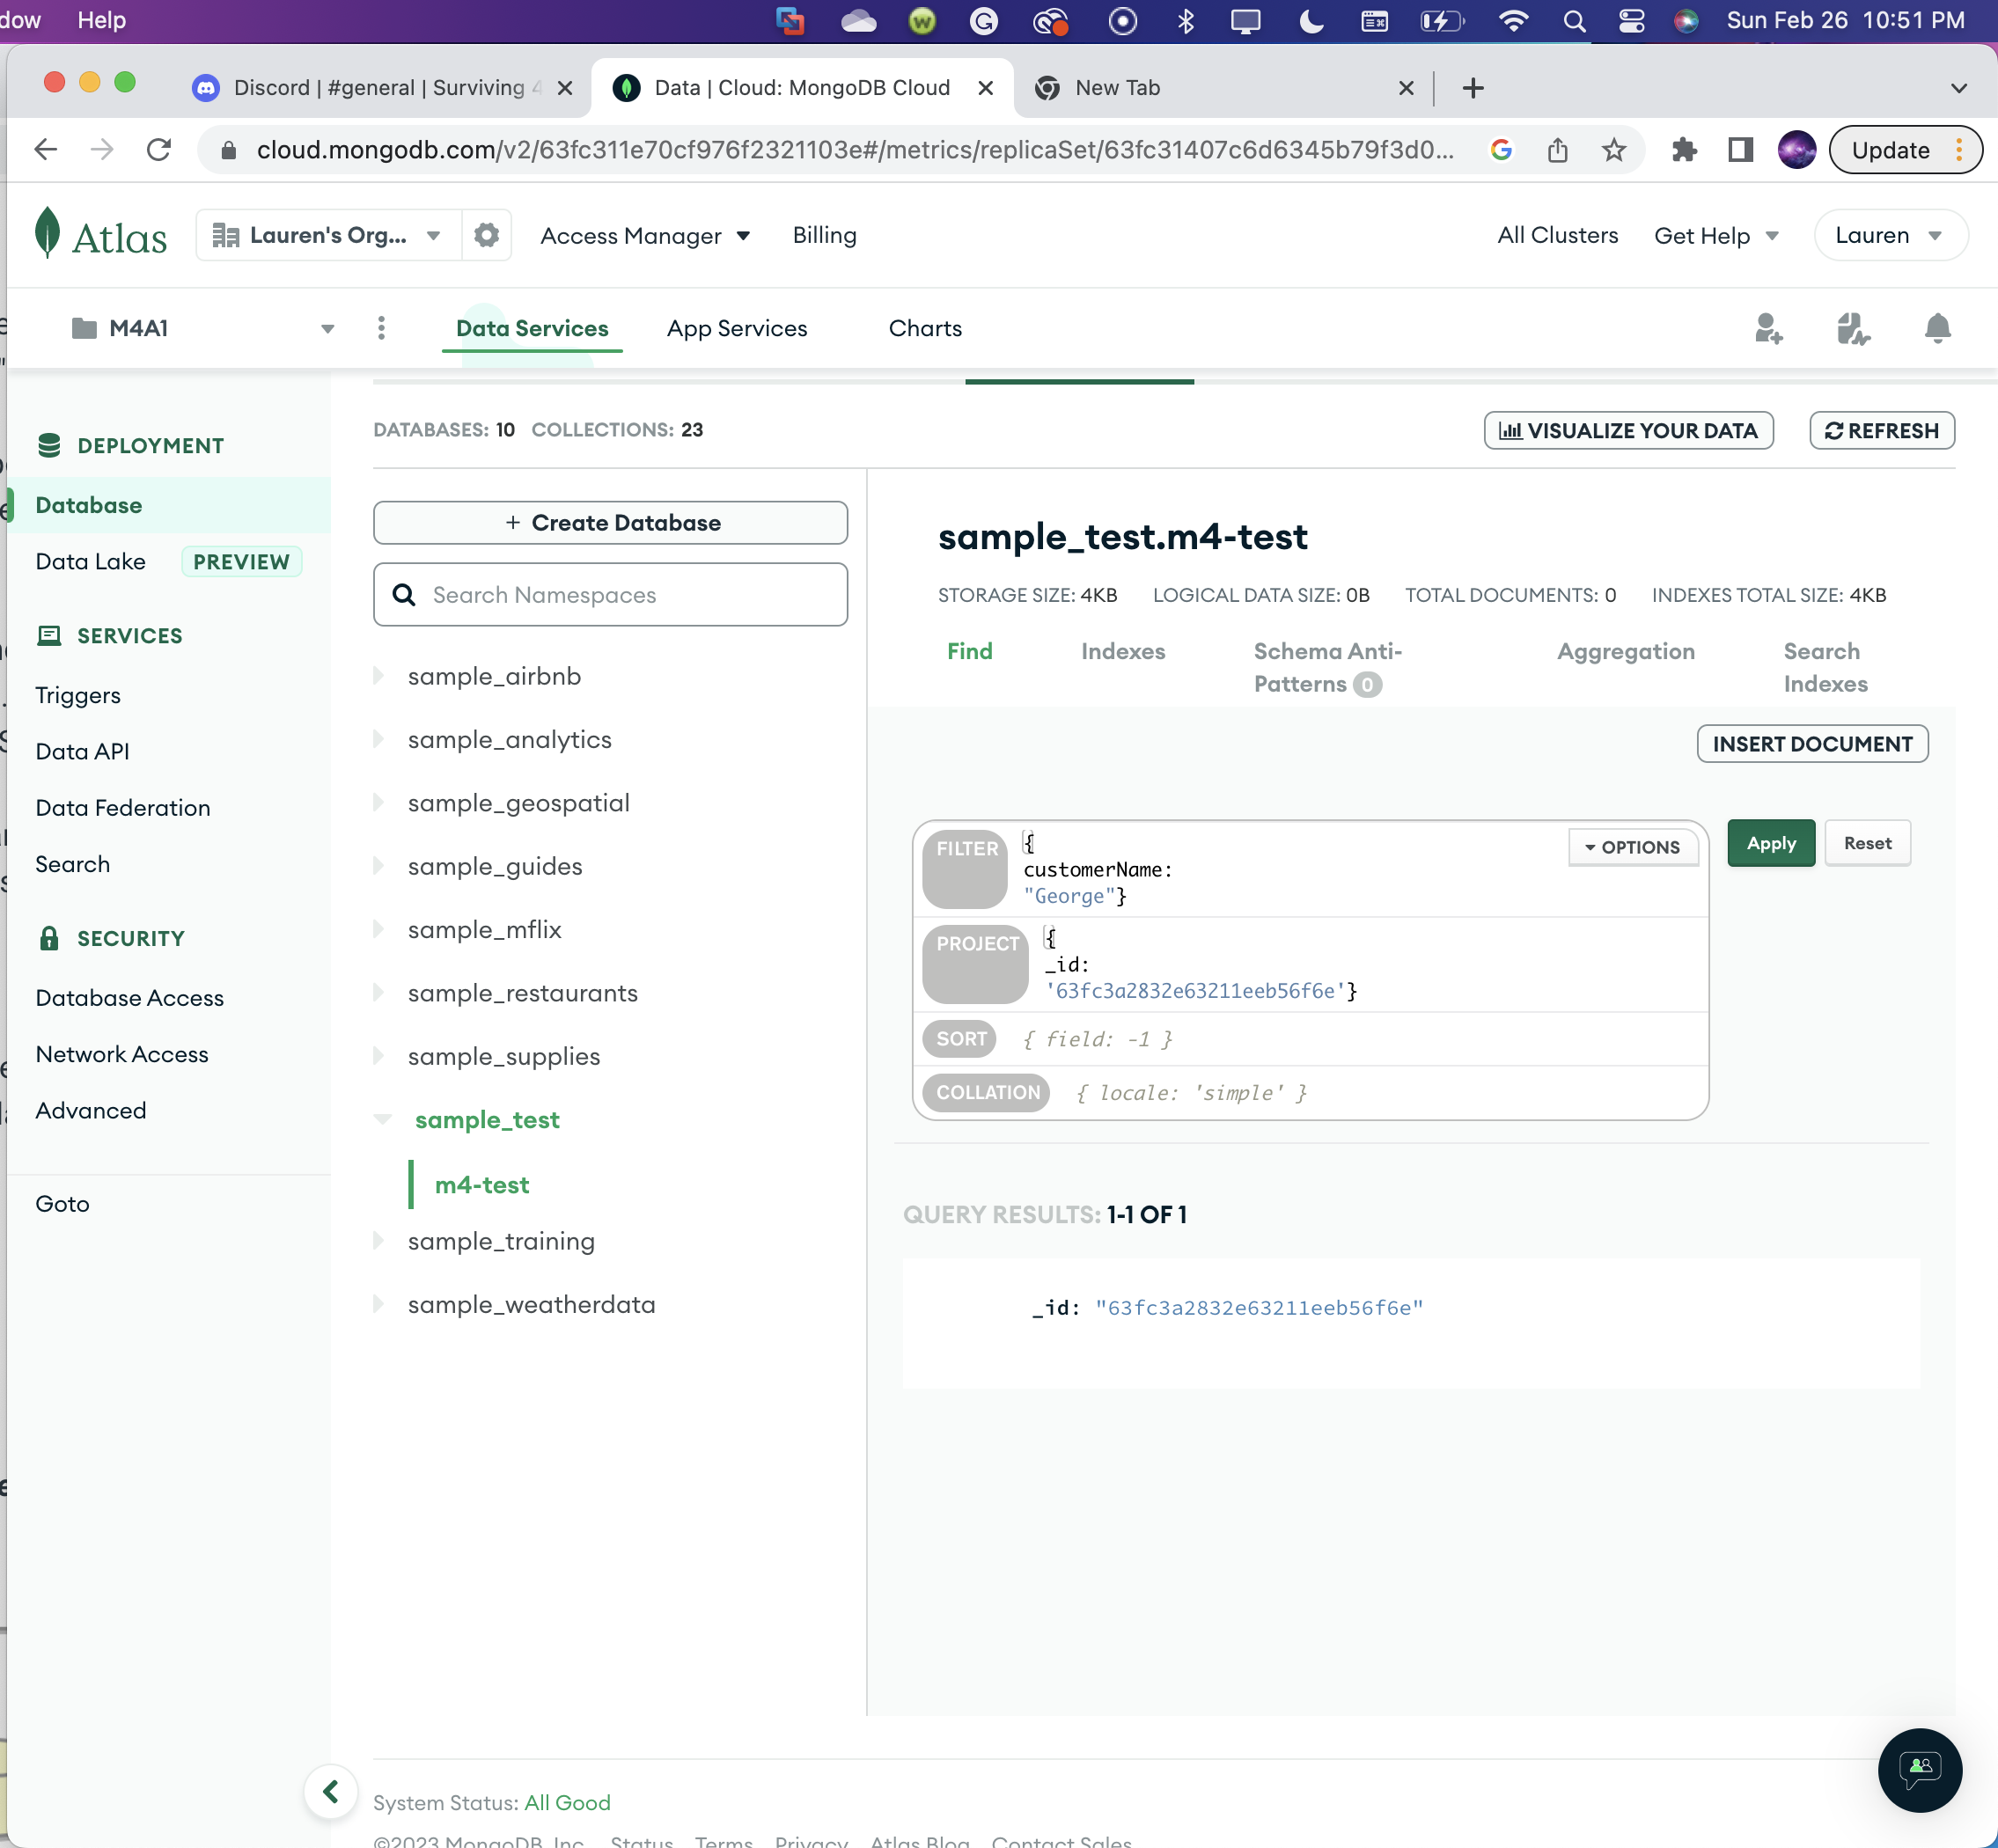 dow Help Sun Feb 26 10:51 PM
Discord | #general | Surviving 4 Data | Cloud: MongoDB Cloud New Tab
cloud.mongodb.com/v2/63fc311e70cf976f2321103e#/metrics/replicaSet/63fc31407c6d6345b79f3d0... Update
Atlas Lauren's Org... Access Manager Billing All Clusters Get Help Lauren
M4A1 Data Services App Services Charts
DEPLOYMENT
Database
Data Lake PREVIEW
SERVICES
Triggers
Data API
Data Federation
Search
SECURITY
Database Access
Network Access
Advanced
Goto
DATABASES: 10 COLLECTIONS: 23
VISUALIZE YOUR DATA REFRESH
+ Create Database
Search Namespaces
sample_airbnb
sample_analytics
sample_geospatial
sample_guides
sample_mflix
sample_restaurants
sample_supplies
sample_test
m4-test
sample_training
sample_weatherdata
sample_test.m4-test
STORAGE SIZE: 4KB LOGICAL DATA SIZE: 0B TOTAL DOCUMENTS: 0 INDEXES TOTAL SIZE: 4KB
Find Indexes Schema Anti-Patterns 0 Aggregation Search Indexes
INSERT DOCUMENT
FILTER {
customerName:
"George"}
OPTIONS Apply Reset
PROJECT {
_id:
'63fc3a2832e63211eeb56f6e'}
SORT { field: -1 }
COLLATION { locale: 'simple' }
QUERY RESULTS: 1-1 OF 1
_id: "63fc3a2832e63211eeb56f6e"
System Status: All Good
©2023 MongoDB, Inc. Status Terms Privacy Atlas Blog Contact Sales